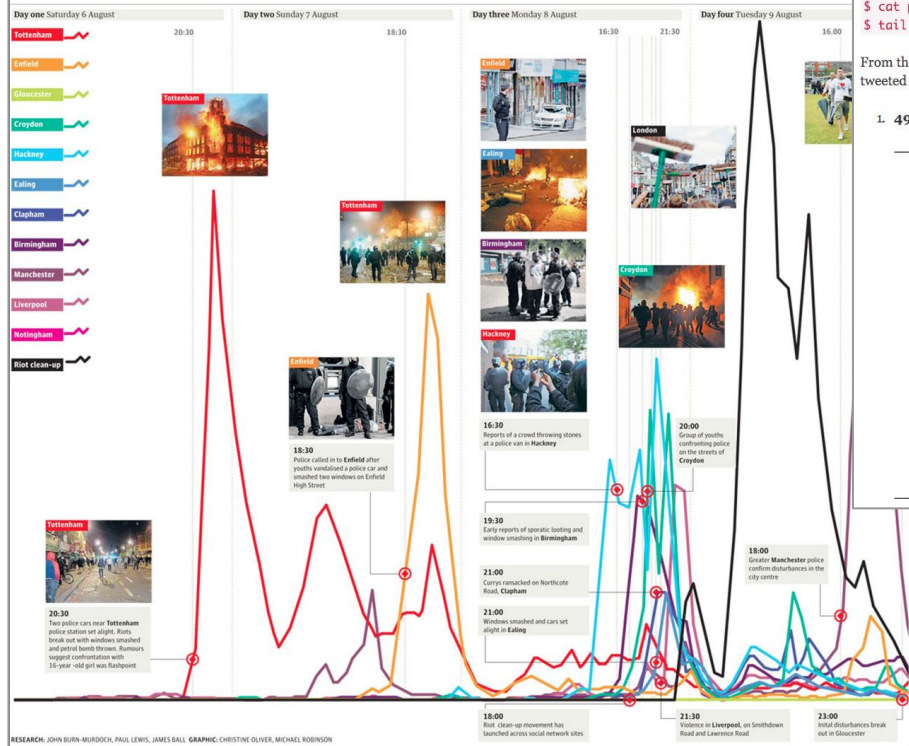 Day one Saturday 6 August
Day two Sunday 7 August
Day three Monday 8 August
Day four Tuesday 9 August
20:30
18:30
16:30
21:30
16.00
Tottenham
Enfield
Gloucester
Croydon
Hackney
Ealing
Clapham
Birmingham
Manchester
Liverpool
Notingham
Riot clean-up
Tottenham
Tottenham
Enfield
Enfield
Ealing
Birmingham
Hackney
London
Croydon
Tottenham
20:30
Two police cars near Tottenham
police station set alight. Riots
break out with windows smashed
and petrol bomb thrown. Rumours
suggest confrontation with
16-year -old girl was flashpoint
18:30
Police called in to Enfield after
youths vandalised a police car and
smashed two windows on Enfield
High Street
16:30
Reports of a crowd throwing stones
at a police van in Hackney
20:00
Group of youths
confronting police
on the streets of
Croydon
19:30
Early reports of sporatic looting and
window smashing in Birmingham
21:00
Currys ransacked on Northcote
Road, Clapham
21:00
Windows smashed and cars set
alight in Ealing
18:00
Riot clean-up movement has
launched across social network sites
21:30
Violence in Liverpool, on Smithdown
Road and Lawrence Road
18:00
Greater Manchester police
confirm disturbances in the
city centre
23:00
Inital disturbances break
out in Gloucester
RESEARCH: JOHN BURN-MURDOCH, PAUL LEWIS, JAMES BALL GRAPHIC: CHRISTINE OLIVER, MICHAEL ROBINSON
$ cat
$ tail
From th
tweeted
1. 49